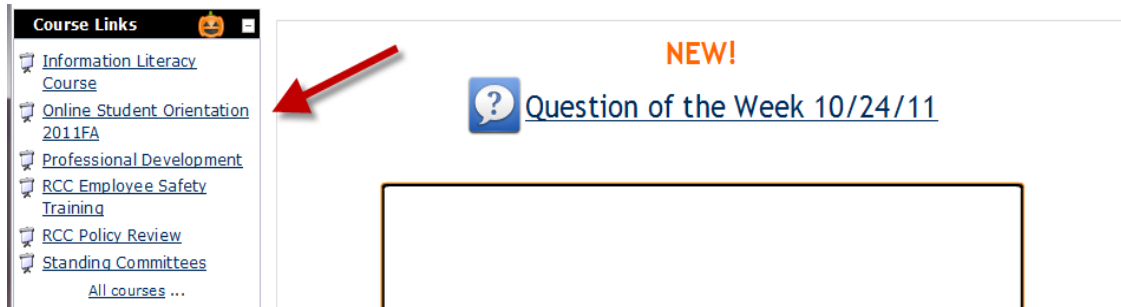 Course Links
Information Literacy
Course
Online Student Orientation
2011FA
Professional Development
RCC Employee Safety
Training
RCC Policy Review
Standing Committees
All courses ...
NEW!
Question of the Week 10/24/11